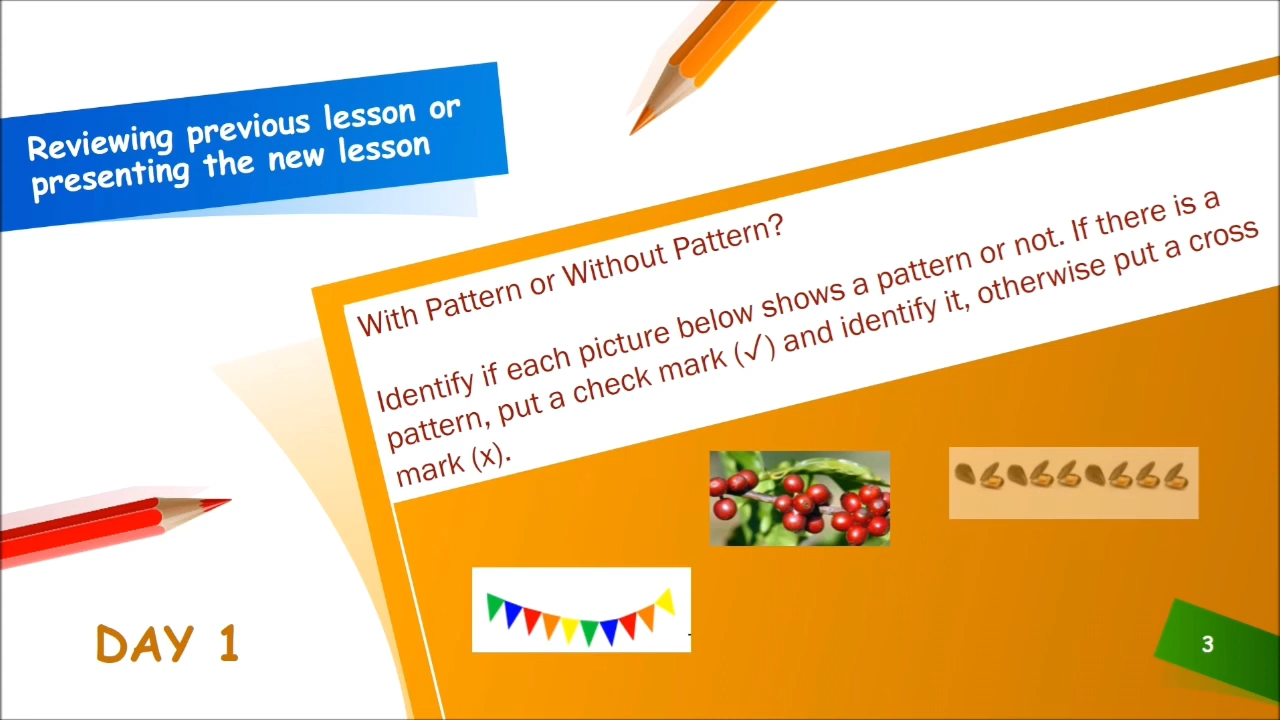 Reviewing previous lesson or
presenting the new lesson
With Pattern or Without Pattern?
Identify if each picture below shows a pattern or not. If there is a
pattern, put a check mark (✓) and identify it, otherwise put a cross
mark (x).
DAY 1
3